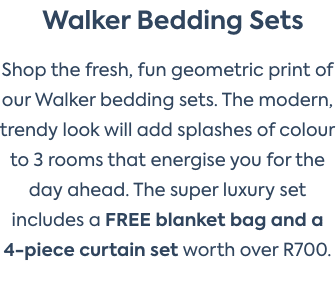 Walker Bedding Sets
Shop the fresh, fun geometric print of
our Walker bedding sets. The modern,
trendy look will add splashes of colour
to 3 rooms that energise you for the
day ahead. The super luxury set
includes a FREE blanket bag and a
4-piece curtain set worth over R700.